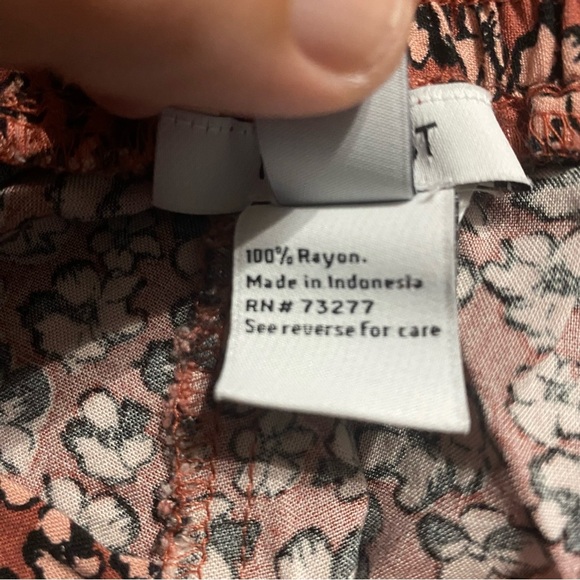 100% Rayon.
Made in Indonesia
RN# 73277
See reverse for care